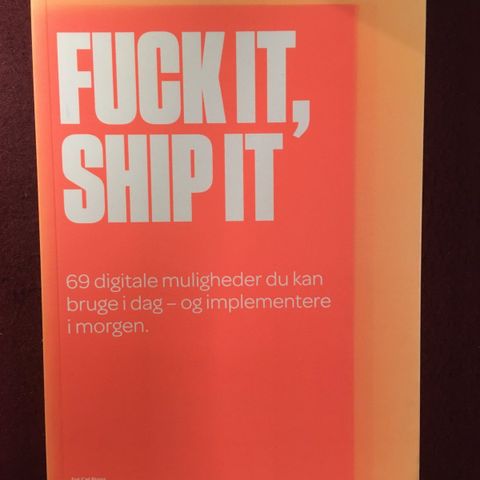 FUCK IT,
SHIP IT
69 digitale muligheder du kan
bruge i dag – og implementere
i morgen.